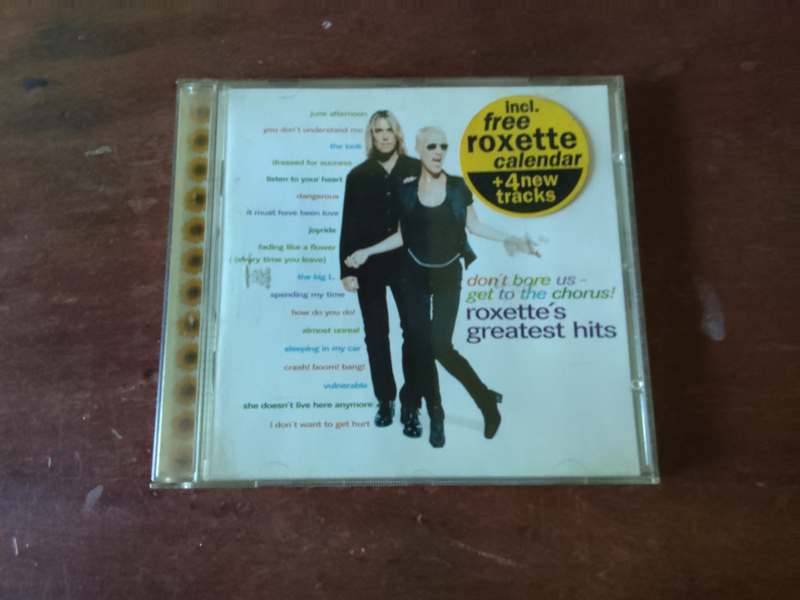 june afternoon
you don't understand me
the look
dressed for success
listen to your heart
dangerous
it must have been love
joyride
fading like a flower
(every time you leave)
the big L.
spending my time
how do you do!
almost unreal
sleeping in my car
crash! boom! bang!
vulnerable
she doesn't live here anymore
i don't want to get hurt
incl.
free
roxette
calendar
+4 new
tracks
don't bore us -
get to the chorus!
roxette's
greatest hits